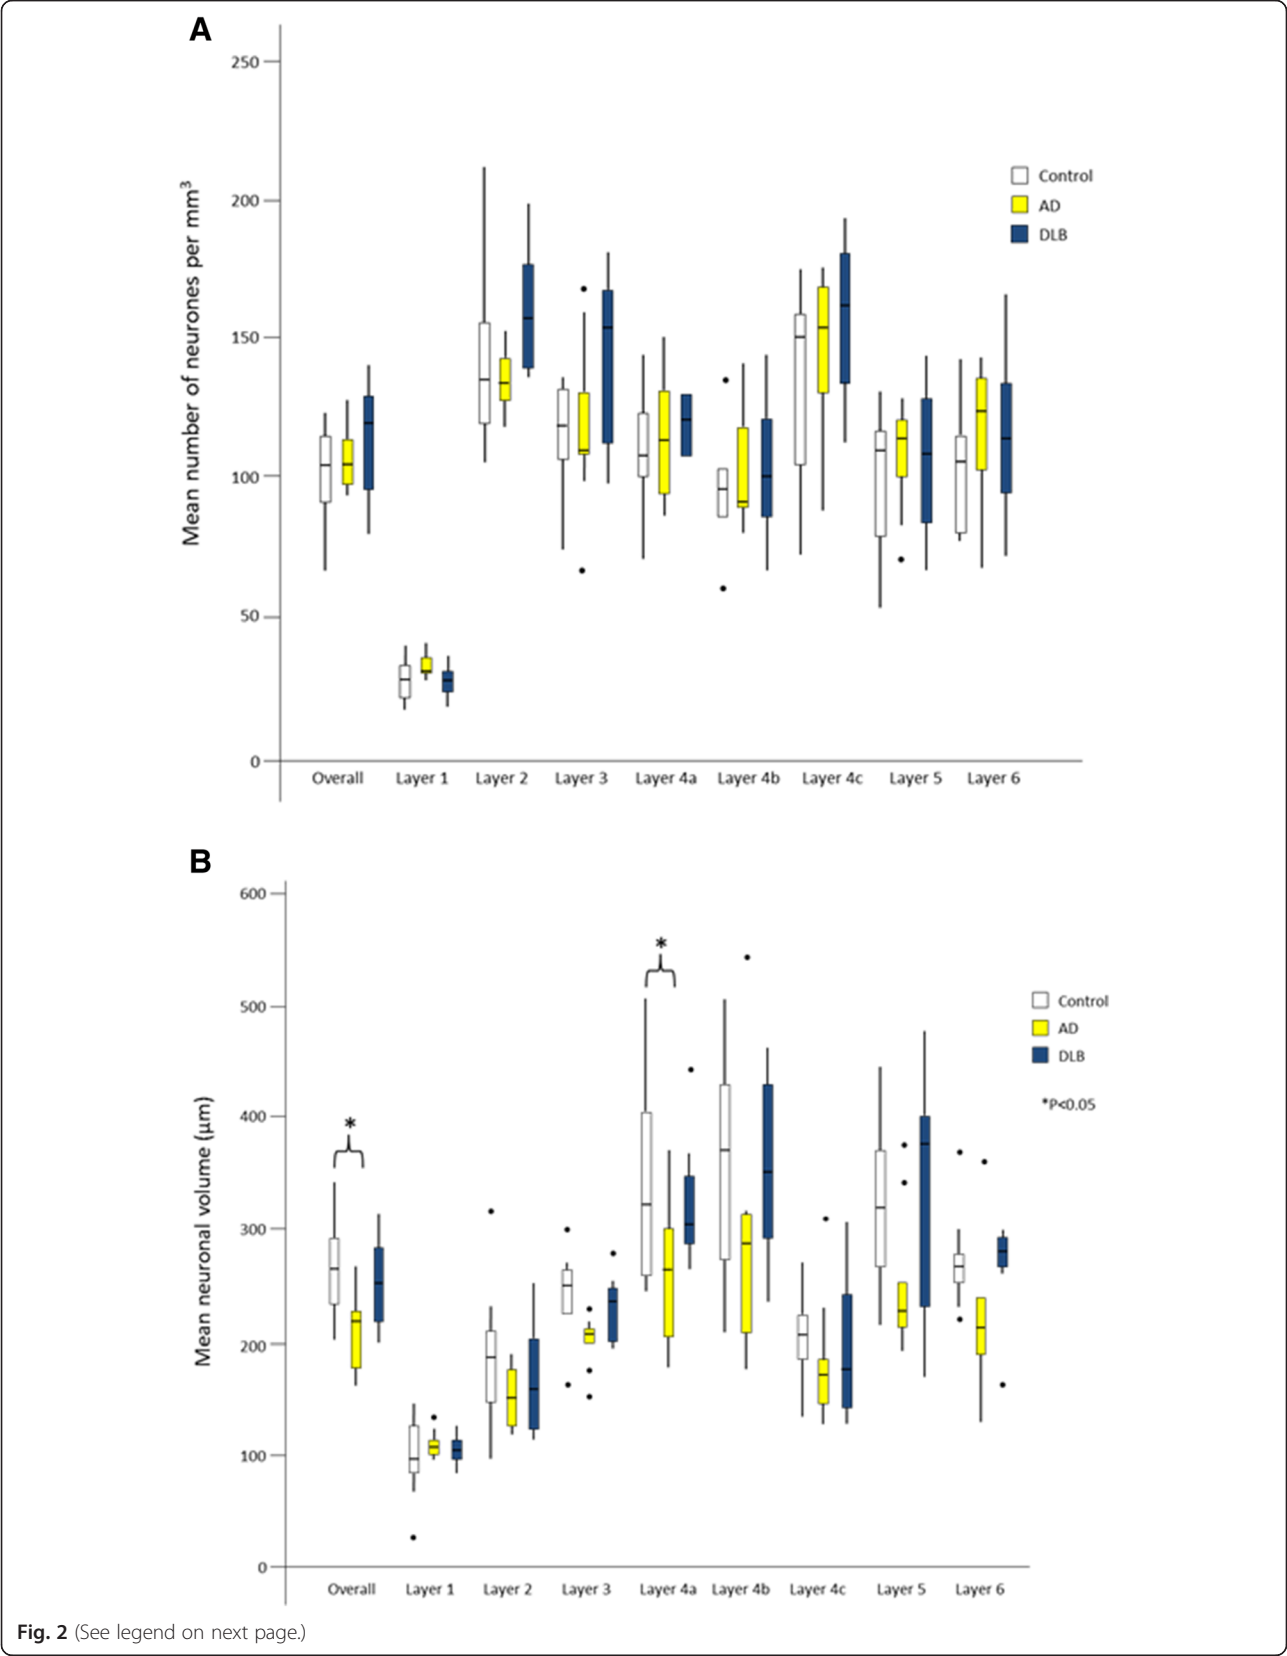 A
250
200
150
100
50
0
Mean number of neurones per mm³
Control
AD
DLB
Overall Layer 1 Layer 2 Layer 3 Layer 4a Layer 4b Layer 4c Layer 5 Layer 6
B
600
500
400
300
200
100
0
Mean neuronal volume (µm)
*
*
Control
AD
DLB
*P<0.05
Overall Layer 1 Layer 2 Layer 3 Layer 4a Layer 4b Layer 4c Layer 5 Layer 6
Fig. 2 (See legend on next page.)